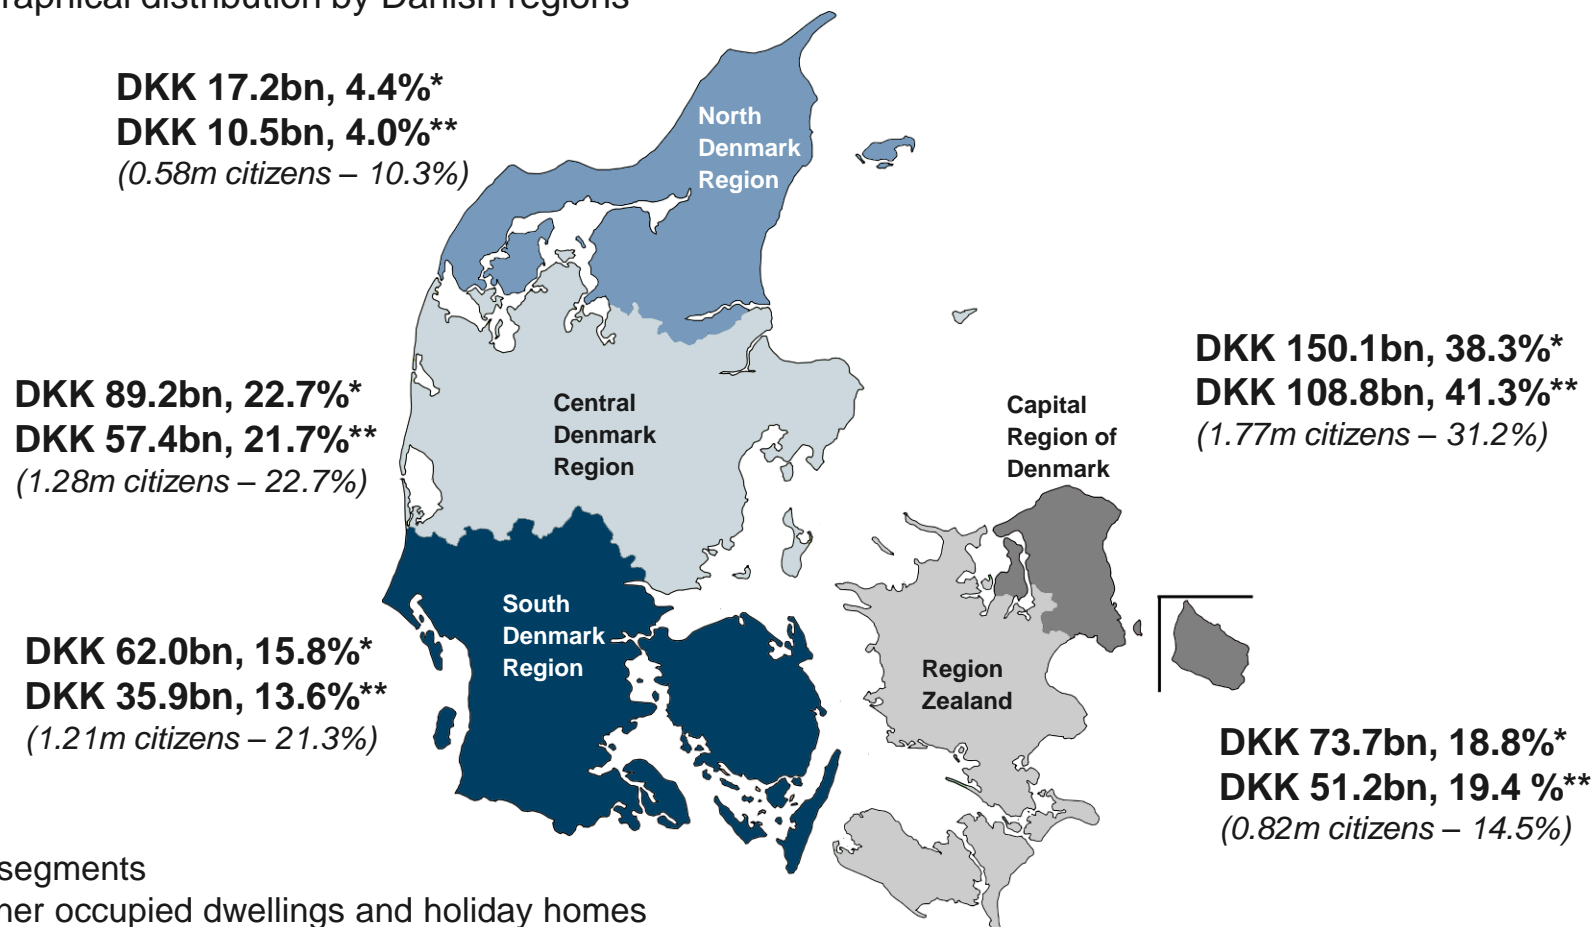 distribution by Danish regions
DKK 17.2bn, 4.4%*
DKK 10.5bn, 4.0%**
(0.58m citizens – 10.3%)
North
Denmark
Region
DKK 89.2bn, 22.7%*
DKK 57.4bn, 21.7%**
(1.28m citizens – 22.7%)
Central
Denmark
Region
Capital
Region of
Denmark
DKK 150.1bn, 38.3%*
DKK 108.8bn, 41.3%**
(1.77m citizens – 31.2%)
South
Denmark
Region
DKK 62.0bn, 15.8%*
DKK 35.9bn, 13.6%**
(1.21m citizens – 21.3%)
Region
Zealand
DKK 73.7bn, 18.8%*
DKK 51.2bn, 19.4 %**
(0.82m citizens – 14.5%)
segments
occupied dwellings and holiday homes